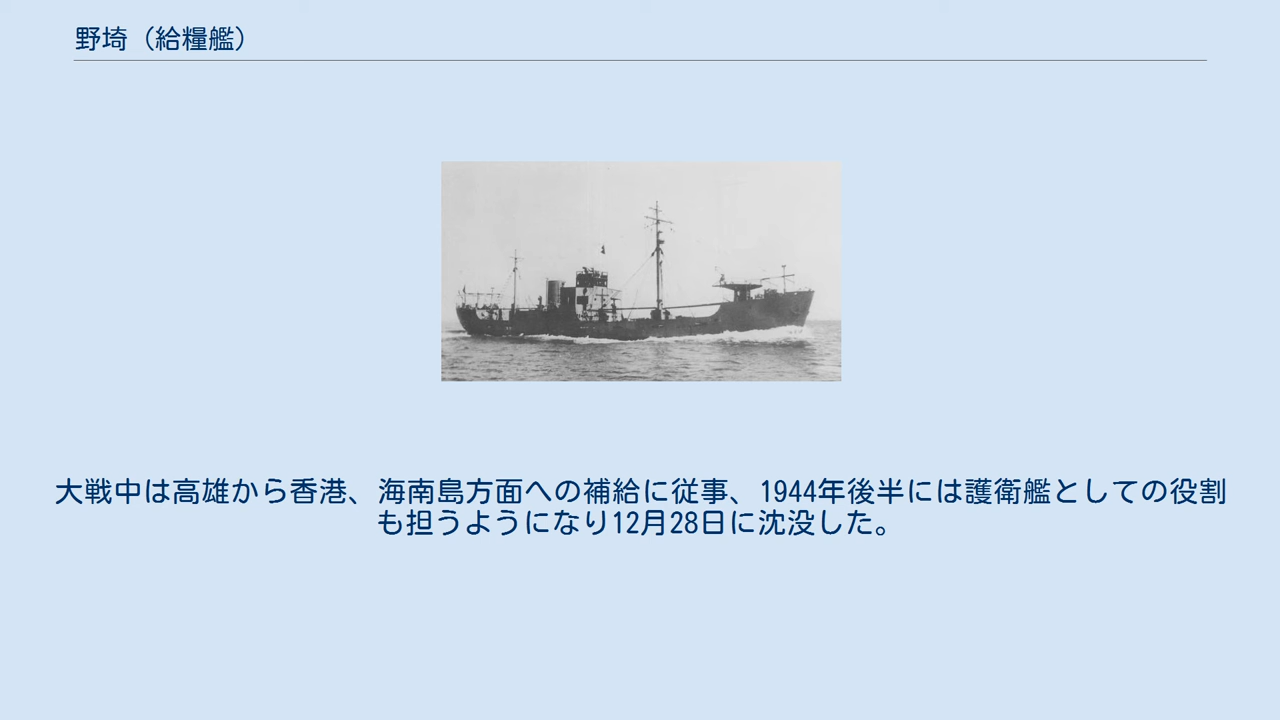 野埼（給糧艦）
大戦中は高雄から香港、海南島方面への補給に従事、1944年後半には護衛艦としての役割
も担うようになり12月28日に沈没した。